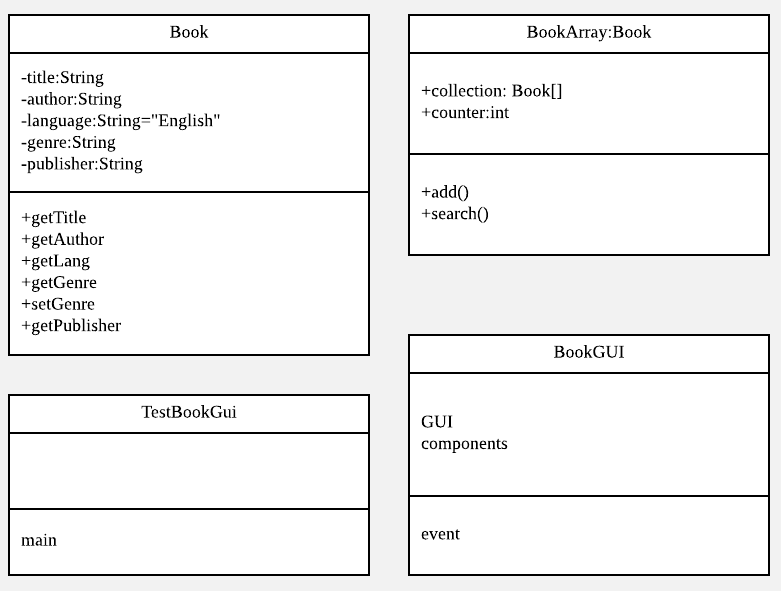 Book
-title:String
-author:String
-language:String="English"
-genre:String
-publisher:String
+getTitle
+getAuthor
+getLang
+getGenre
+setGenre
+getPublisher
BookArray:Book
+collection: Book[]
+counter:int
+add()
+search()
TestBookGui
main
BookGUI
GUI
components
event